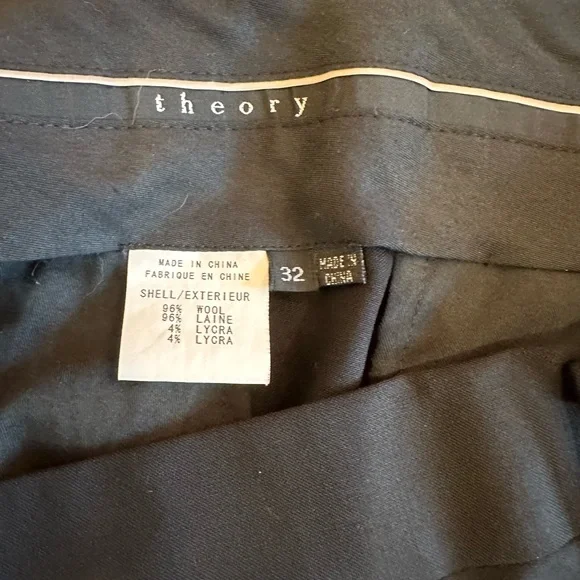 theory
MADE IN CHINA
FABRIQUE EN CHINE
SHELL/EXTERIEUR
96% WOOL
96% LAINE
4% LYCRA
4% LYCRA
32
MADE IN
CHINA